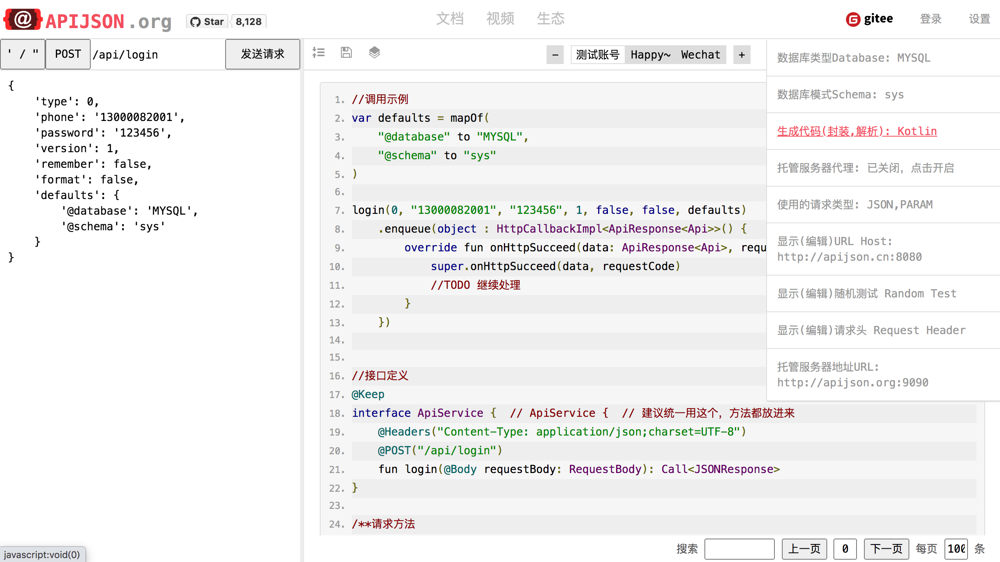 {@} APIJSON.org Star 8,128 文档 视频 生态 gitee 登录 设置
' / " POST /api/login 发送请求
{
    'type': 0,
    'phone': '13000082001',
    'password': '123456',
    'version': 1,
    'remember': false,
    'format': false,
    'defaults': {
        '@database': 'MYSQL',
        '@schema': 'sys'
    }
}
- 测试账号 Happy~ Wechat +
1. //调用示例
2. var defaults = mapOf(
3.     "@database" to "MYSQL",
4.     "@schema" to "sys"
5. )
6.
7. login(0, "13000082001", "123456", 1, false, false, defaults)
8.     .enqueue(object : HttpCallbackImpl<ApiResponse<Api>>() {
9.         override fun onHttpSucceed(data: ApiResponse<Api>, requ
10.             super.onHttpSucceed(data, requestCode)
11.             //TODO 继续处理
12.         }
13.     })
14.
15.
16. //接口定义
17. @Keep
18. interface ApiService {  // ApiService {  // 建议统一用这个，方法都放进来
19.     @Headers("Content-Type: application/json;charset=UTF-8")
20.     @POST("/api/login")
21.     fun login(@Body requestBody: RequestBody): Call<JSONResponse>
22. }
23.
24. /**请求方法
数据库类型Database: MYSQL
数据库模式Schema: sys
生成代码(封装,解析): Kotlin
托管服务器代理: 已关闭，点击开启
使用的请求类型: JSON,PARAM
显示(编辑)URL Host:
http://apijson.cn:8080
显示(编辑)随机测试 Random Test
显示(编辑)请求头 Request Header
托管服务器地址URL:
http://apijson.org:9090
搜索 上一页 0 下一页 每页 100 条
javascript:void(0)